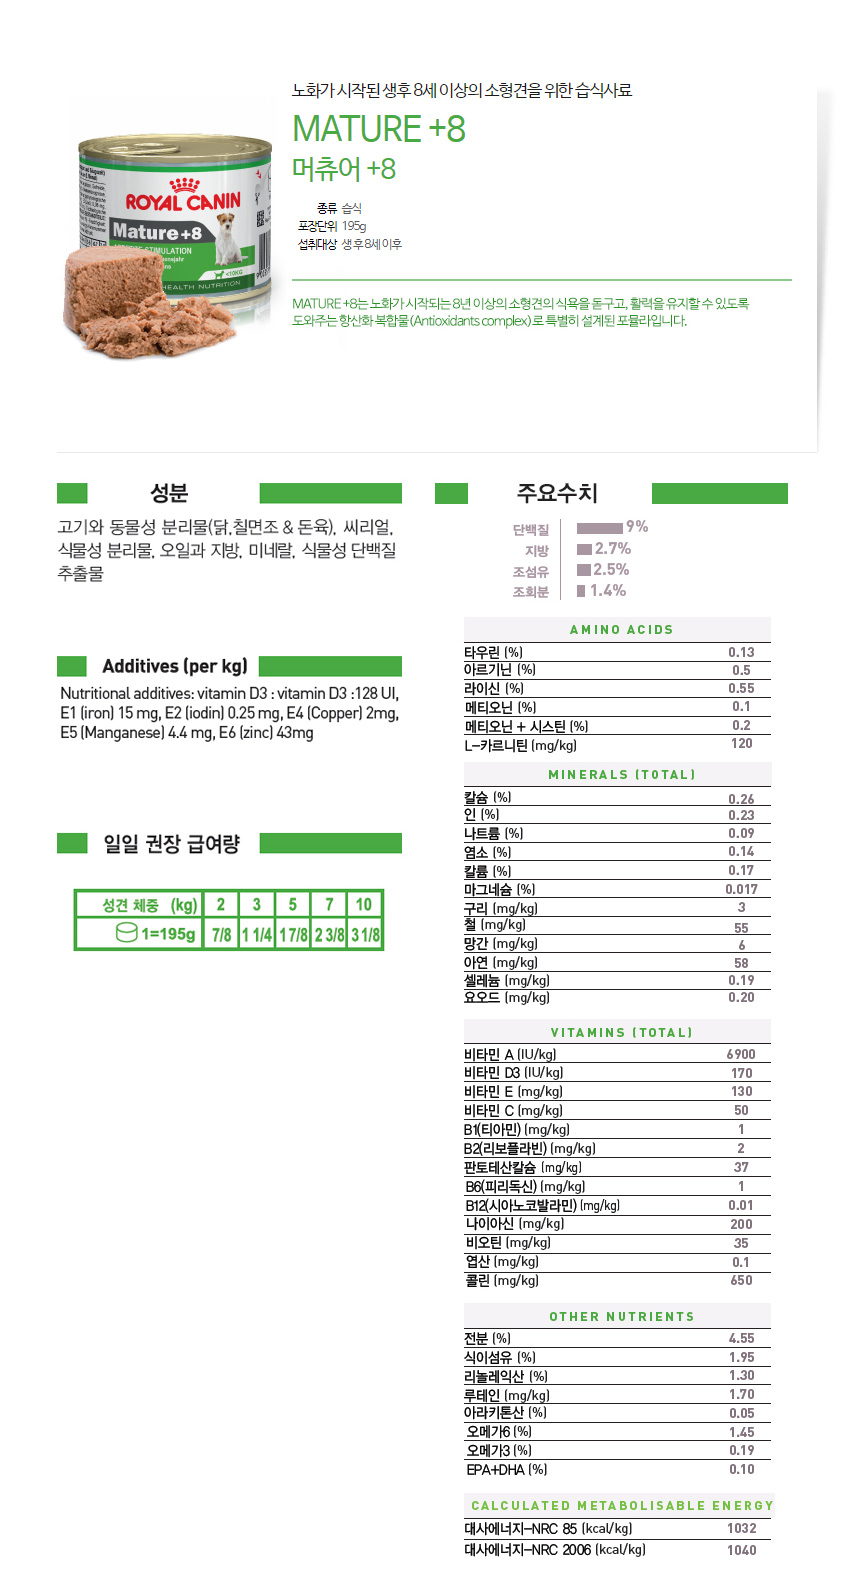 노화가 시작된 생후 8세 이상의 소형견을 위한 습식사료
MATURE +8
머츄어 +8
종류 습식
포장단위 195g
섭취대상 생후 8세 이후
MATURE +8는 노화가 시작되는 8년 이상의 소형견의 식욕을 돋구고, 활력을 유지할 수 있도록
도와주는 항산화 복합물(Antioxidants complex)로 특별히 설계된 포뮬라입니다.
ROYAL CANIN
Mature+8
STIMULATION
<10KG
HEALTH NUTRITION
성분
고기와 동물성 분리물(닭,칠면조 & 돈육), 씨리얼,
식물성 분리물, 오일과 지방, 미네랄, 식물성 단백질
추출물
Additives (per kg)
Nutritional additives: vitamin D3 : vitamin D3 :128 UI,
E1 (iron) 15 mg, E2 (iodin) 0.25 mg, E4 (Copper) 2mg,
E5 (Manganese) 4.4 mg, E6 (zinc) 43mg
일일 권장 급여량
성견 체중 (kg) 2 3 5 7 10
1=195g 7/8 1 1/4 1 7/8 2 3/8 3 1/8
주요수치
단백질 9%
지방 2.7%
조섬유 2.5%
조회분 1.4%
AMINO ACIDS
타우린 (%) 0.13
아르기닌 (%) 0.5
라이신 (%) 0.55
메티오닌 (%) 0.1
메티오닌 + 시스틴 (%) 0.2
L-카르니틴 (mg/kg) 120
MINERALS (TOTAL)
칼슘 (%) 0.26
인 (%) 0.23
나트륨 (%) 0.09
염소 (%) 0.14
칼륨 (%) 0.17
마그네슘 (%) 0.017
구리 (mg/kg) 3
철 (mg/kg) 55
망간 (mg/kg) 6
아연 (mg/kg) 58
셀레늄 (mg/kg) 0.19
요오드 (mg/kg) 0.20
VITAMINS (TOTAL)
비타민 A (IU/kg) 6900
비타민 D3 (IU/kg) 170
비타민 E (mg/kg) 130
비타민 C (mg/kg) 50
B1(티아민) (mg/kg) 1
B2(리보플라빈) (mg/kg) 2
판토테산칼슘 (mg/kg) 37
B6(피리독신) (mg/kg) 1
B12(시아노코발라민) (mg/kg) 0.01
나이아신 (mg/kg) 200
비오틴 (mg/kg) 35
엽산 (mg/kg) 0.1
콜린 (mg/kg) 650
OTHER NUTRIENTS
전분 (%) 4.55
식이섬유 (%) 1.95
리놀레익산 (%) 1.30
루테인 (mg/kg) 1.70
아라키톤산 (%) 0.05
오메가6 (%) 1.45
오메가3 (%) 0.19
EPA+DHA (%) 0.10
CALCULATED METABOLISABLE ENERGY
대사에너지-NRC 85 (kcal/kg) 1032
대사에너지-NRC 2006 (kcal/kg) 1040